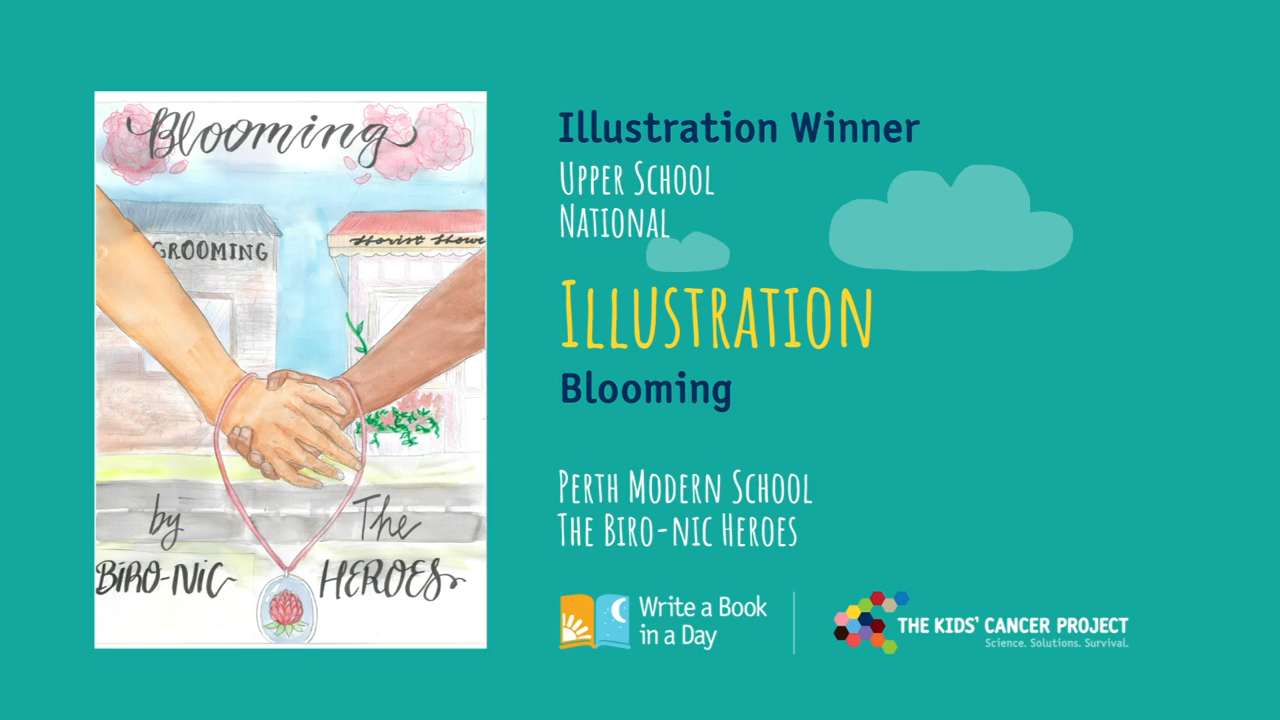 Blooming
GROOMING
Florist
by The
BIRO-NIC HEROES
Illustration Winner
UPPER SCHOOL
NATIONAL
ILLUSTRATION
Blooming
PERTH MODERN SCHOOL
THE BIRO-NIC HEROES
Write a Book
in a Day
THE KIDS' CANCER PROJECT
Science. Solutions. Survival.